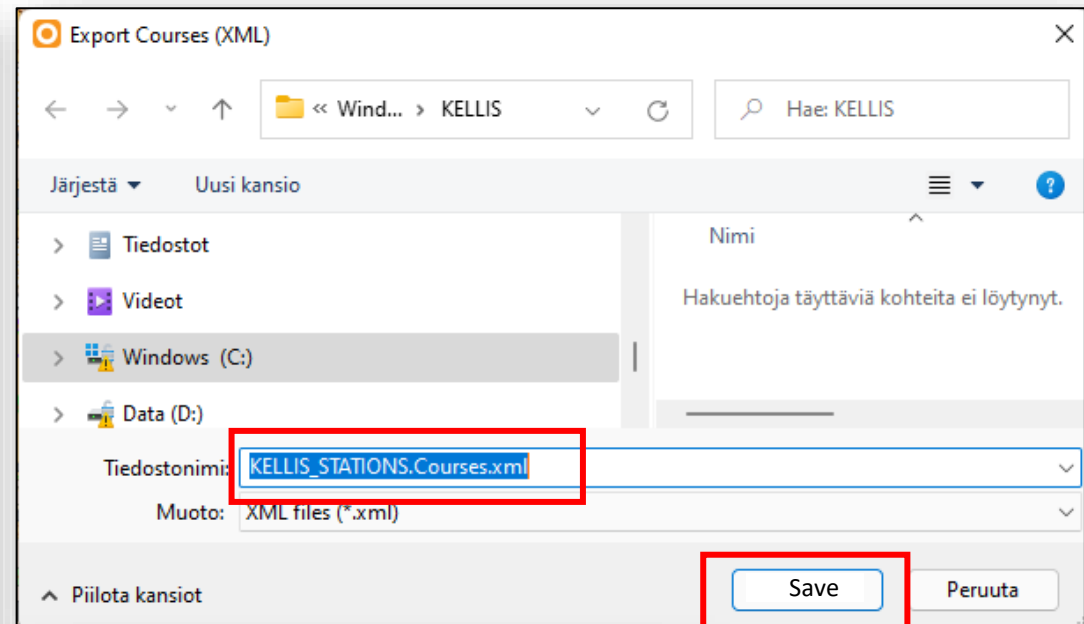 Export Courses (XML)
« Wind... › KELLIS
Hae: KELLIS
Järjestä
Uusi kansio
Tiedostot
Videot
Windows (C:)
Data (D:)
Nimi
Hakuehtoja täyttäviä kohteita ei löytynyt.
Tiedostonimi: KELLIS_STATIONS.Courses.xml
Muoto: XML files (*.xml)
Piilota kansiot
Save
Peruuta